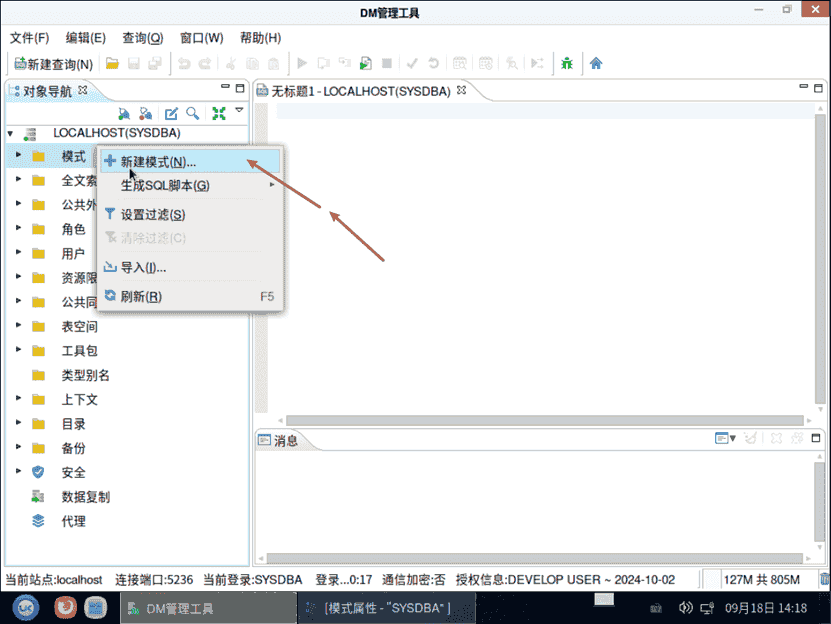 DM管理工具
文件(F) 编辑(E) 查询(Q) 窗口(W) 帮助(H)
新建查询(N)
对象导航
无标题1 - LOCALHOST(SYSDBA)
LOCALHOST(SYSDBA)
模式
新建模式(N)...
全文索
生成SQL脚本(G)
公共外
设置过滤(S)
角色
清除过滤(C)
用户
导入(I)...
资源限
刷新(R) F5
公共同
表空间
工具包
类型别名
上下文
目录
备份
安全
数据复制
代理
消息
当前站点:localhost 连接端口:5236 当前登录:SYSDBA 登录...0:17 通信加密:否 授权信息:DEVELOP USER ~ 2024-10-02 127M 共 805M
DM管理工具 [模式属性 - "SYSDBA" ] 09月18日 14:18